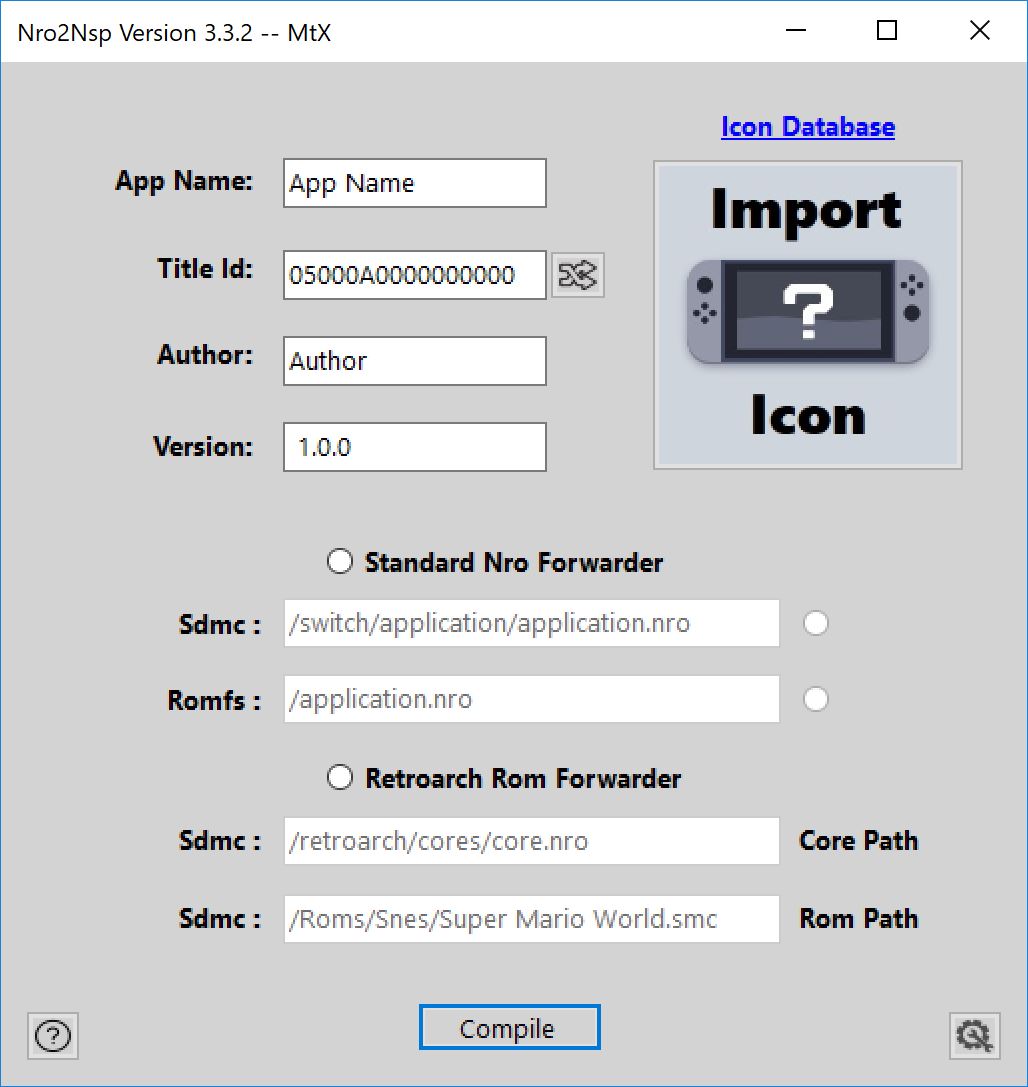 Nro2Nsp Version 3.3.2 -- MtX
Icon Database
App Name: App Name
Import
Title Id: 05000A0000000000
?
Author: Author
Icon
Version: 1.0.0
Standard Nro Forwarder
Sdmc : /switch/application/application.nro
Romfs : /application.nro
Retroarch Rom Forwarder
Sdmc : /retroarch/cores/core.nro Core Path
Sdmc : /Roms/Snes/Super Mario World.smc Rom Path
? Compile